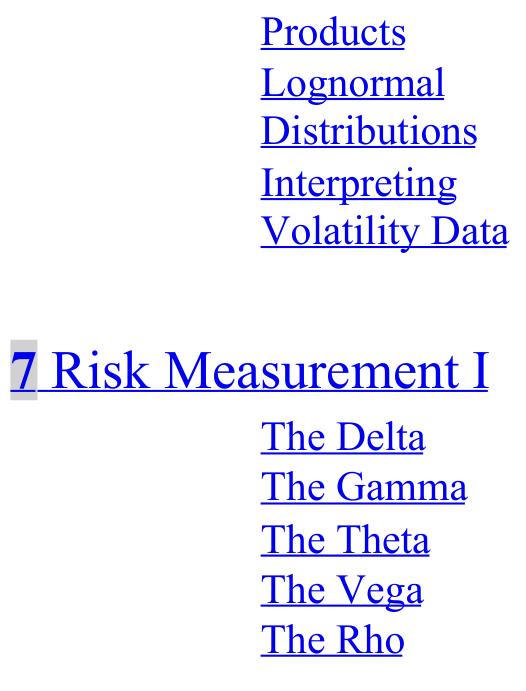 Products
Lognormal
Distributions
Interpreting
Volatility Data
7 Risk Measurement I
The Delta
The Gamma
The Theta
The Vega
The Rho